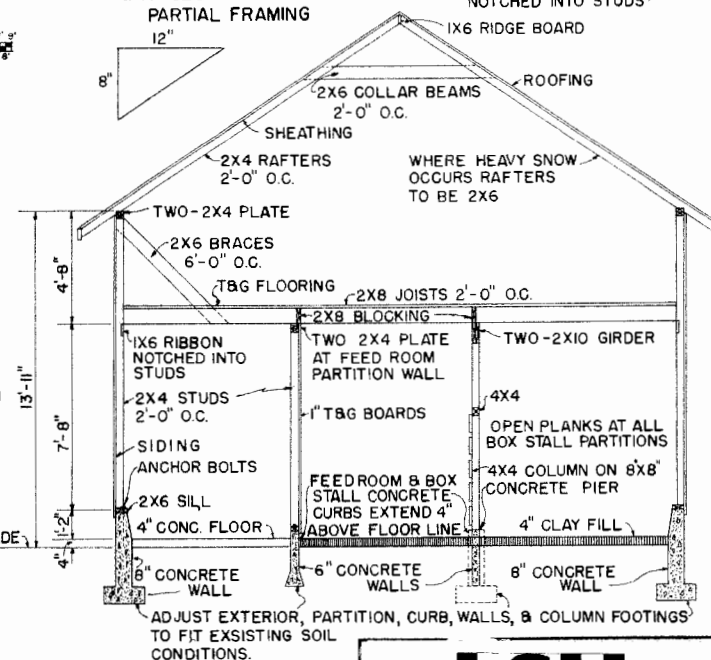 PARTIAL FRAMING
NOTCHED INTO STUDS
12"
8"
1X6 RIDGE BOARD
2X6 COLLAR BEAMS
2'-0" O.C.
ROOFING
SHEATHING
2X4 RAFTERS
2'-0" O.C.
WHERE HEAVY SNOW
OCCURS RAFTERS
TO BE 2X6
TWO-2X4 PLATE
2X6 BRACES
6'-0" O.C.
4'-8"
T&G FLOORING
2X8 JOISTS 2'-0" O.C.
2X8 BLOCKING
1X6 RIBBON
NOTCHED INTO
STUDS
TWO 2X4 PLATE
AT FEED ROOM
PARTITION WALL
TWO-2X10 GIRDER
13'-11"
7'-8"
2X4 STUDS
2'-0" O.C.
1" T&G BOARDS
4X4
OPEN PLANKS AT ALL
BOX STALL PARTITIONS
SIDING
ANCHOR BOLTS
2X6 SILL
FEED ROOM & BOX
STALL CONCRETE
CURBS EXTEND 4"
ABOVE FLOOR LINE
4X4 COLUMN ON 8"X8"
CONCRETE PIER
1'-2"
4" CONC. FLOOR
4" CLAY FILL
DE
4"
8" CONCRETE
WALL
6" CONCRETE
WALLS
8" CONCRETE
WALL
ADJUST EXTERIOR, PARTITION, CURB, WALLS, & COLUMN FOOTINGS
TO FIT EXSISTING SOIL
CONDITIONS.